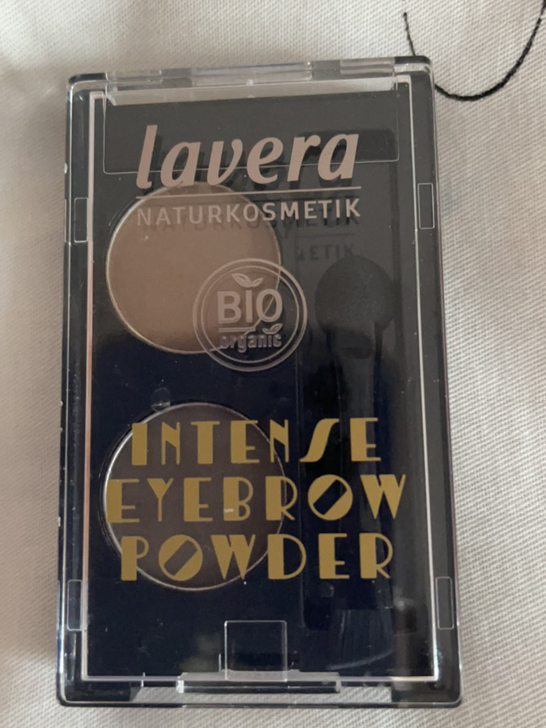 lavera
NATURKOSMETIK
BIO
organic
INTENSE
EYEBROW
POWDER